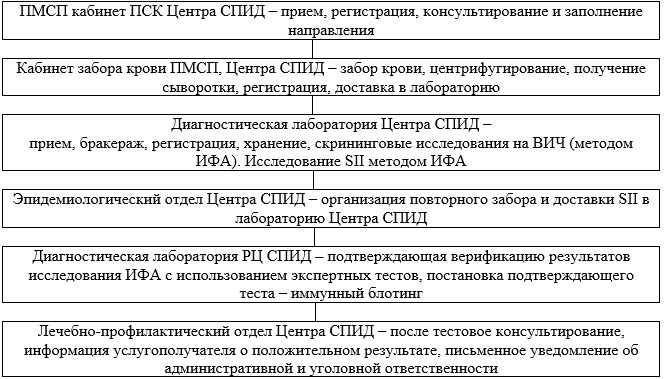 ПМСП кабинет ПСК Центра СПИД – прием, регистрация, консультирование и заполнение
направления
Кабинет забора крови ПМСП, Центра СПИД – забор крови, центрифугирование, получение
сыворотки, регистрация, доставка в лабораторию
Диагностическая лаборатория Центра СПИД –
прием, бракераж, регистрация, хранение, скрининговые исследования на ВИЧ (методом
ИФА). Исследование SII методом ИФА
Эпидемиологический отдел Центра СПИД – организация повторного забора и доставки SII в
лабораторию Центра СПИД
Диагностическая лаборатория РЦ СПИД – подтверждающая верификацию результатов
исследования ИФА с использованием экспертных тестов, постановка подтверждающего
теста – иммунный блотинг
Лечебно-профилактический отдел Центра СПИД – после тестовое консультирование,
информация услугополучателя о положительном результате, письменное уведомление об
административной и уголовной ответственности